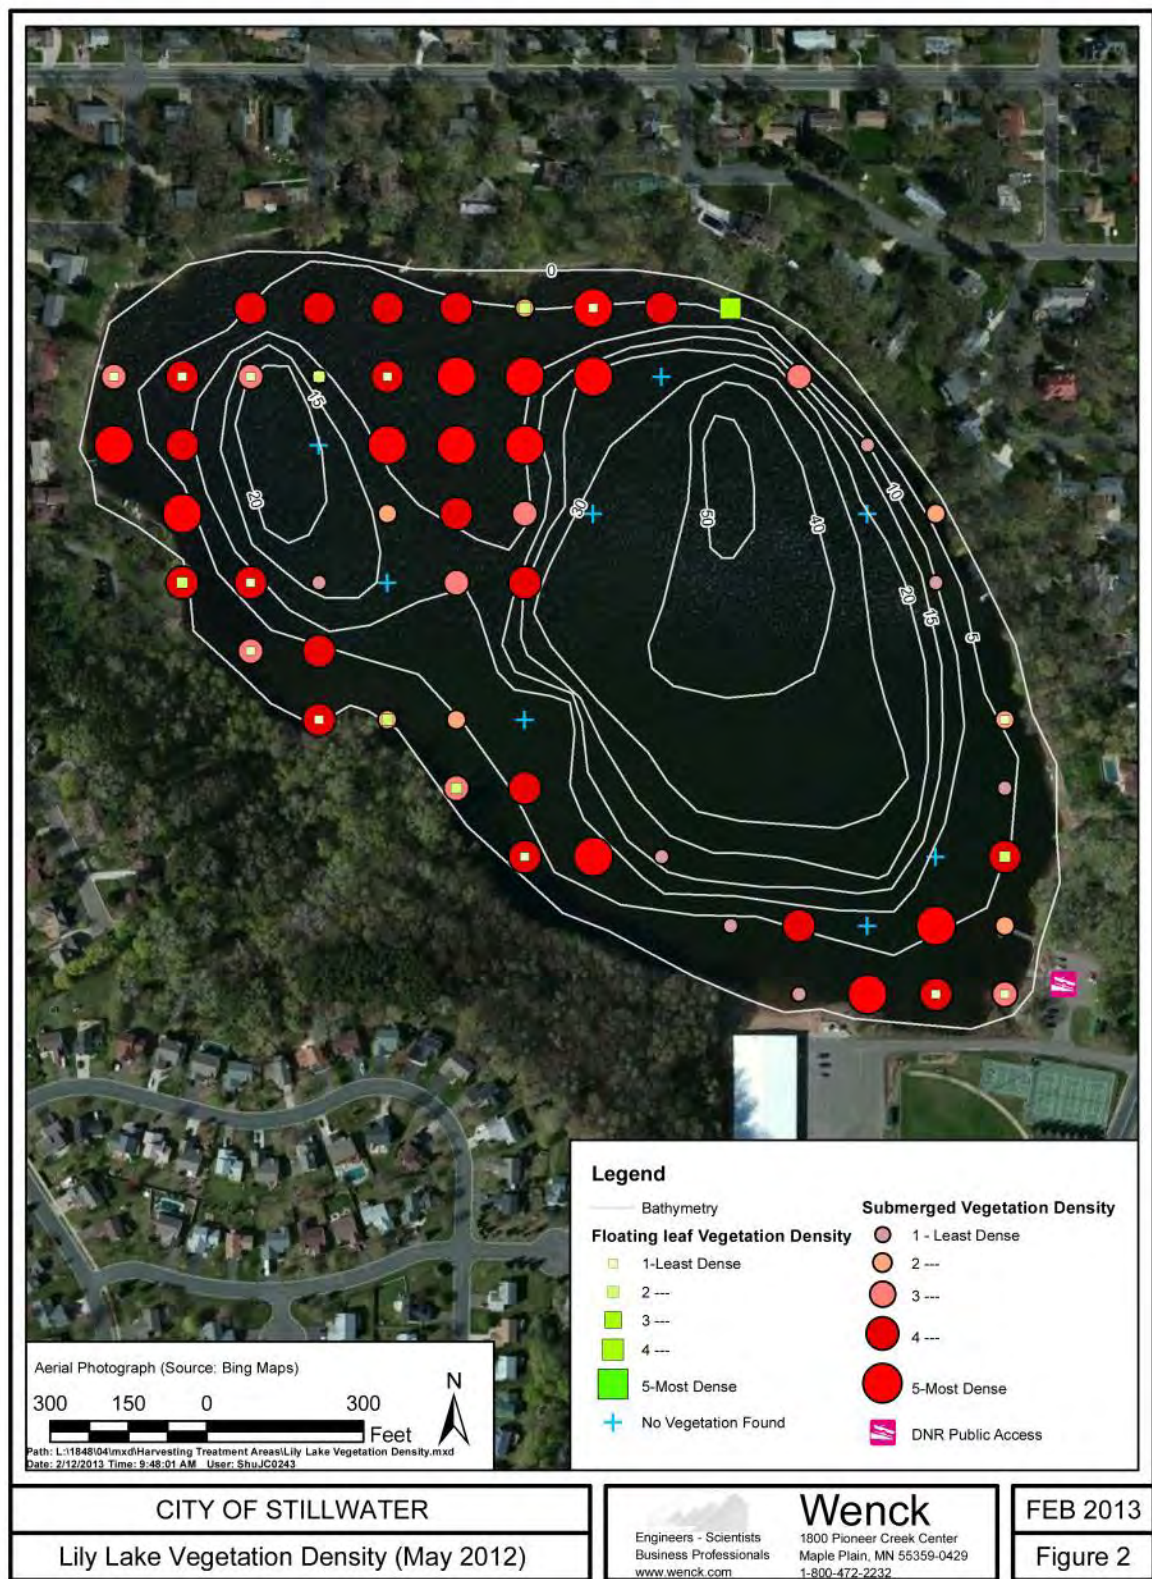 0
15
20
30
50
40
10
5
20
15
Legend
Bathymetry
Floating leaf Vegetation Density
1-Least Dense
2 ---
3 ---
4 ---
5-Most Dense
No Vegetation Found
Submerged Vegetation Density
1 - Least Dense
2 ---
3 ---
4 ---
5-Most Dense
DNR Public Access
Aerial Photograph (Source: Bing Maps)
300 150 0 300
Feet
N
Path: L:\1848\04\mxd\Harvesting Treatment Areas\Lily Lake Vegetation Density.mxd
Date: 2/12/2013 Time: 9:48:01 AM User: ShuJC0243
CITY OF STILLWATER
Lily Lake Vegetation Density (May 2012)
Engineers - Scientists
Business Professionals
www.wenck.com
Wenck
1800 Pioneer Creek Center
Maple Plain, MN 55359-0429
1-800-472-2232
FEB 2013
Figure 2